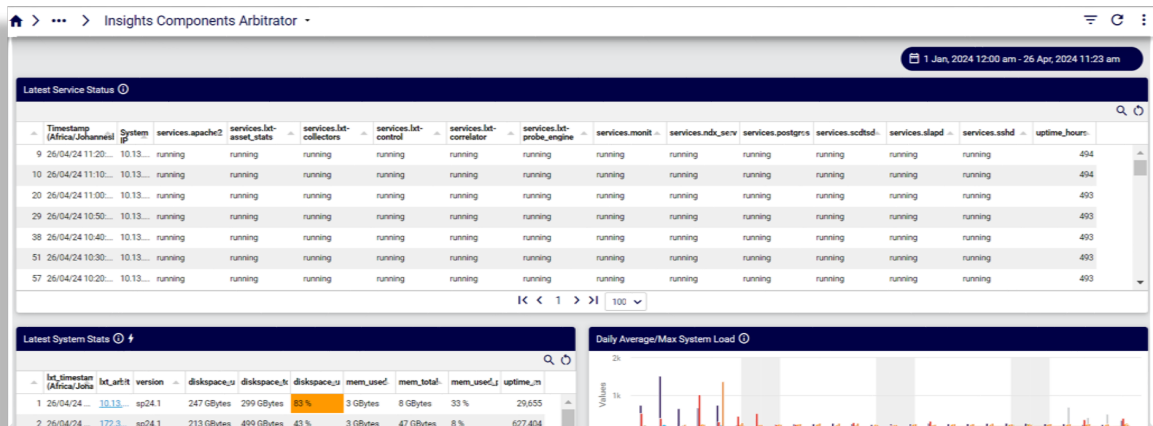 Insights Components Arbitrator
1 Jan, 2024 12:00 am - 26 Apr, 2024 11:23 am
Latest Service Status
Timestamp (Africa/Johannesl System IP services.apache2 services.lxt-asset_stats services.lxt-collectors services.lxt-control services.lxt-correlator services.lxt-probe_engine services.monit services.ndx_serv services.postgres services.scdtsd services.slapd services.sshd uptime_hours
9 26/04/24 11:20:... 10.13.... running running running running running running running running running running running running 494
10 26/04/24 11:10:... 10.13.... running running running running running running running running running running running running 494
20 26/04/24 11:00:... 10.13.... running running running running running running running running running running running running 493
29 26/04/24 10:50:... 10.13.... running running running running running running running running running running running running 493
38 26/04/24 10:40:... 10.13.... running running running running running running running running running running running running 493
51 26/04/24 10:30:... 10.13.... running running running running running running running running running running running running 493
57 26/04/24 10:20:... 10.13.... running running running running running running running running running running running running 493
1 100
Latest System Stats
lxt_timestam (Africa/Joha version diskspace_u diskspace_to diskspace_u mem_used mem_total mem_used_p
1 26/04/24 ... 10.13.... sp24.1 247 GBytes 299 GBytes 83 % 3 GBytes 8 GBytes 33 % 29,655
2 26/04/24 ... 172.3... sp24.1 213 GBytes 499 GBytes 43 % 3 GBytes 47 GBytes 8 % 627,404
Daily Average/Max System Load
2k
Values
1k